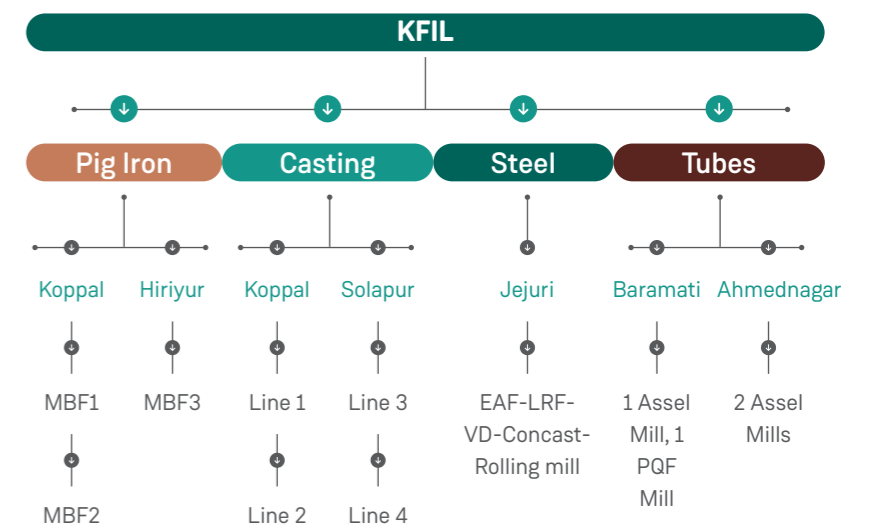 KFIL
Pig Iron
Casting
Steel
Tubes
Koppal
Hiriyur
Koppal
Solapur
Jejuri
Baramati
Ahmednagar
MBF1
MBF2
MBF3
Line 1
Line 2
Line 3
Line 4
EAF-LRF-
VD-Concast-
Rolling mill
1 Assel
Mill, 1
PQF
Mill
2 Assel
Mills